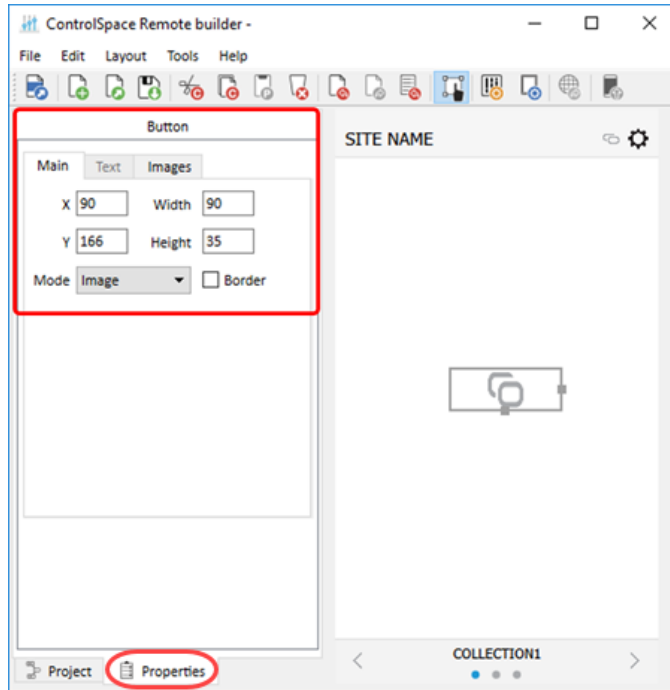 ControlSpace Remote builder -
File Edit Layout Tools Help
Button
Main Text Images
X 90 Width 90
Y 166 Height 35
Mode Image Border
SITE NAME
COLLECTION1
Project Properties